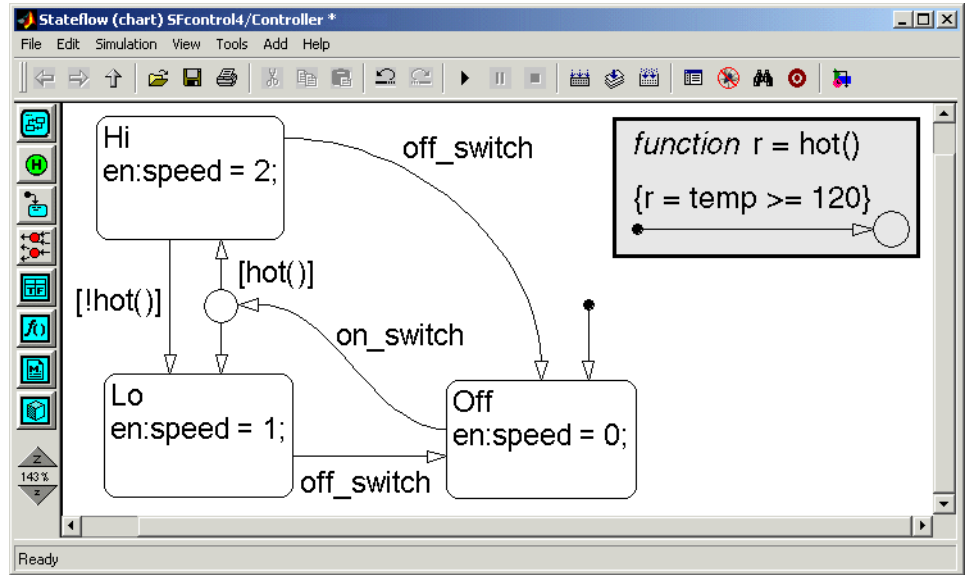 Stateflow (chart) SFcontrol4/Controller *
File Edit Simulation View Tools Add Help
Hi
en:speed = 2;
off_switch
function r = hot()
{r = temp >= 120}
[hot()]
[!hot()]
on_switch
Lo
en:speed = 1;
Off
en:speed = 0;
off_switch
Z
143%
z
Ready